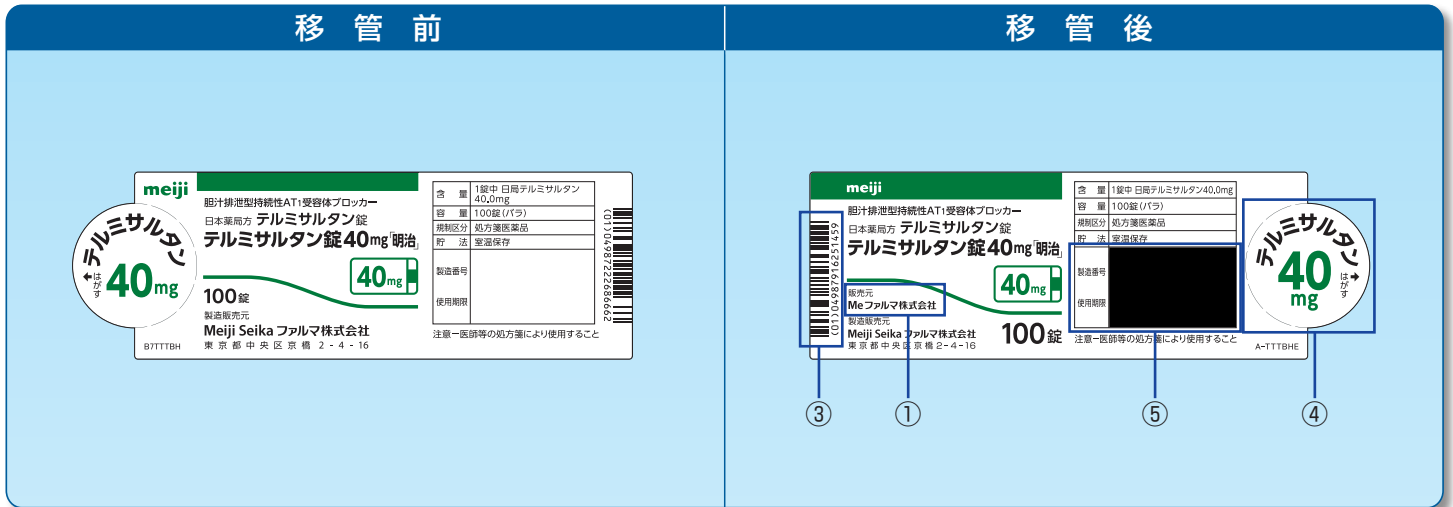 移管前
移管後
meiji
胆汁排泄型持続性AT1受容体ブロッカー
日本薬局方 テルミサルタン錠
テルミサルタン錠40mg「明治」
40mg
100錠
製造販売元
Meiji Seika ファルマ株式会社
東京都中央区京橋 2-4-16
B7TTTBH
テルミサルタン
40mg
←はがす
含量 1錠中 日局テルミサルタン
40.0mg
容量 100錠(バラ)
規制区分 処方箋医薬品
貯法 室温保存
製造番号
使用期限
注意-医師等の処方箋により使用すること
(01)04987222686662
meiji
胆汁排泄型持続性AT1受容体ブロッカー
日本薬局方 テルミサルタン錠
テルミサルタン錠40mg「明治」
40mg
販売元
Meファルマ株式会社
製造販売元
Meiji Seika ファルマ株式会社
東京都中央区京橋2-4-16
100錠
(01)04987916251459
含量 1錠中 日局テルミサルタン40.0mg
容量 100錠(バラ)
規制区分 処方箋医薬品
貯法 室温保存
製造番号
使用期限
注意-医師等の処方箋により使用すること
テルミサルタン
40
mg
はがす→
A-TTTBHE
③
①
⑤
④